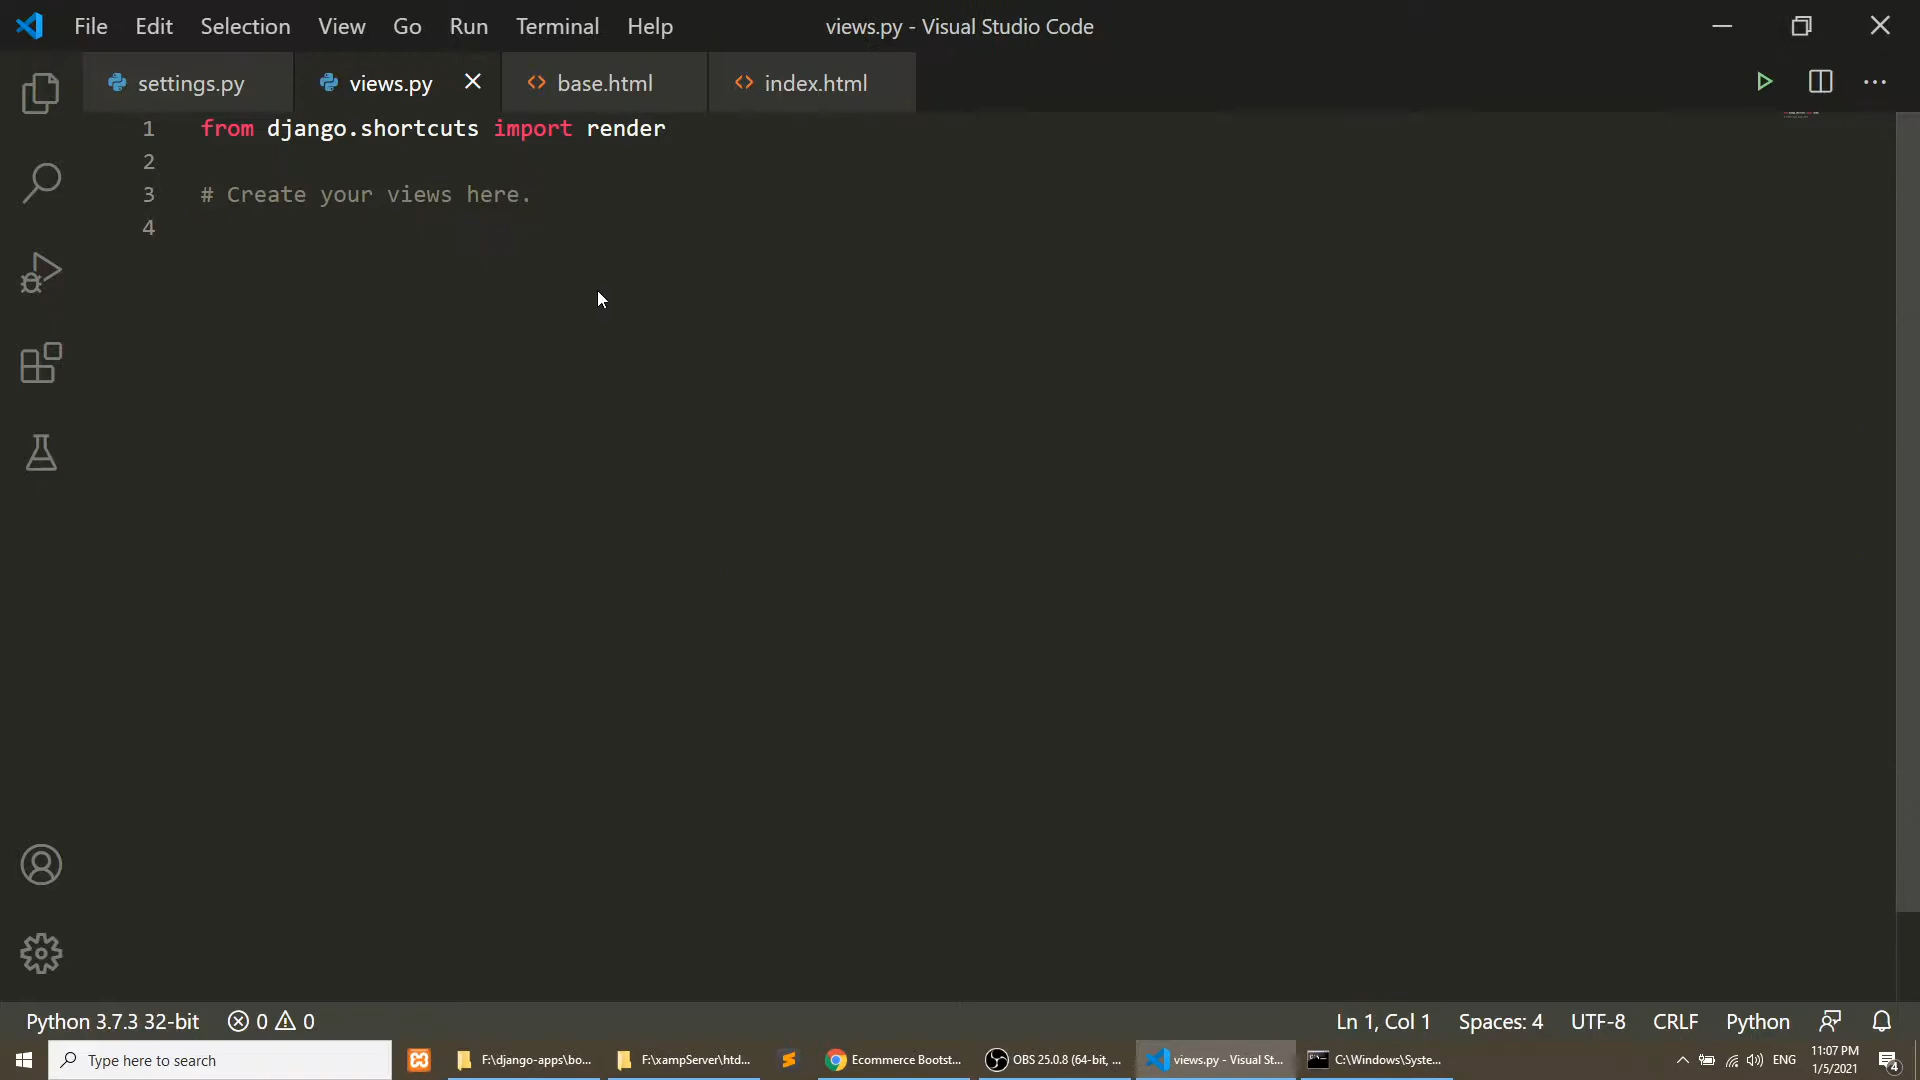 File Edit Selection View Go Run Terminal Help views.py - Visual Studio Code
settings.py views.py base.html index.html
1 from django.shortcuts import render
2
3 # Create your views here.
4
Python 3.7.3 32-bit 0 0 Ln 1, Col 1 Spaces: 4 UTF-8 CRLF Python
Type here to search F:\django-apps\bo... F:\xampServer\htd... Ecommerce Bootst... OBS 25.0.8 (64-bit, ... views.py - Visual St... C:\Windows\Syste... ENG 11:07 PM
1/5/2021 4